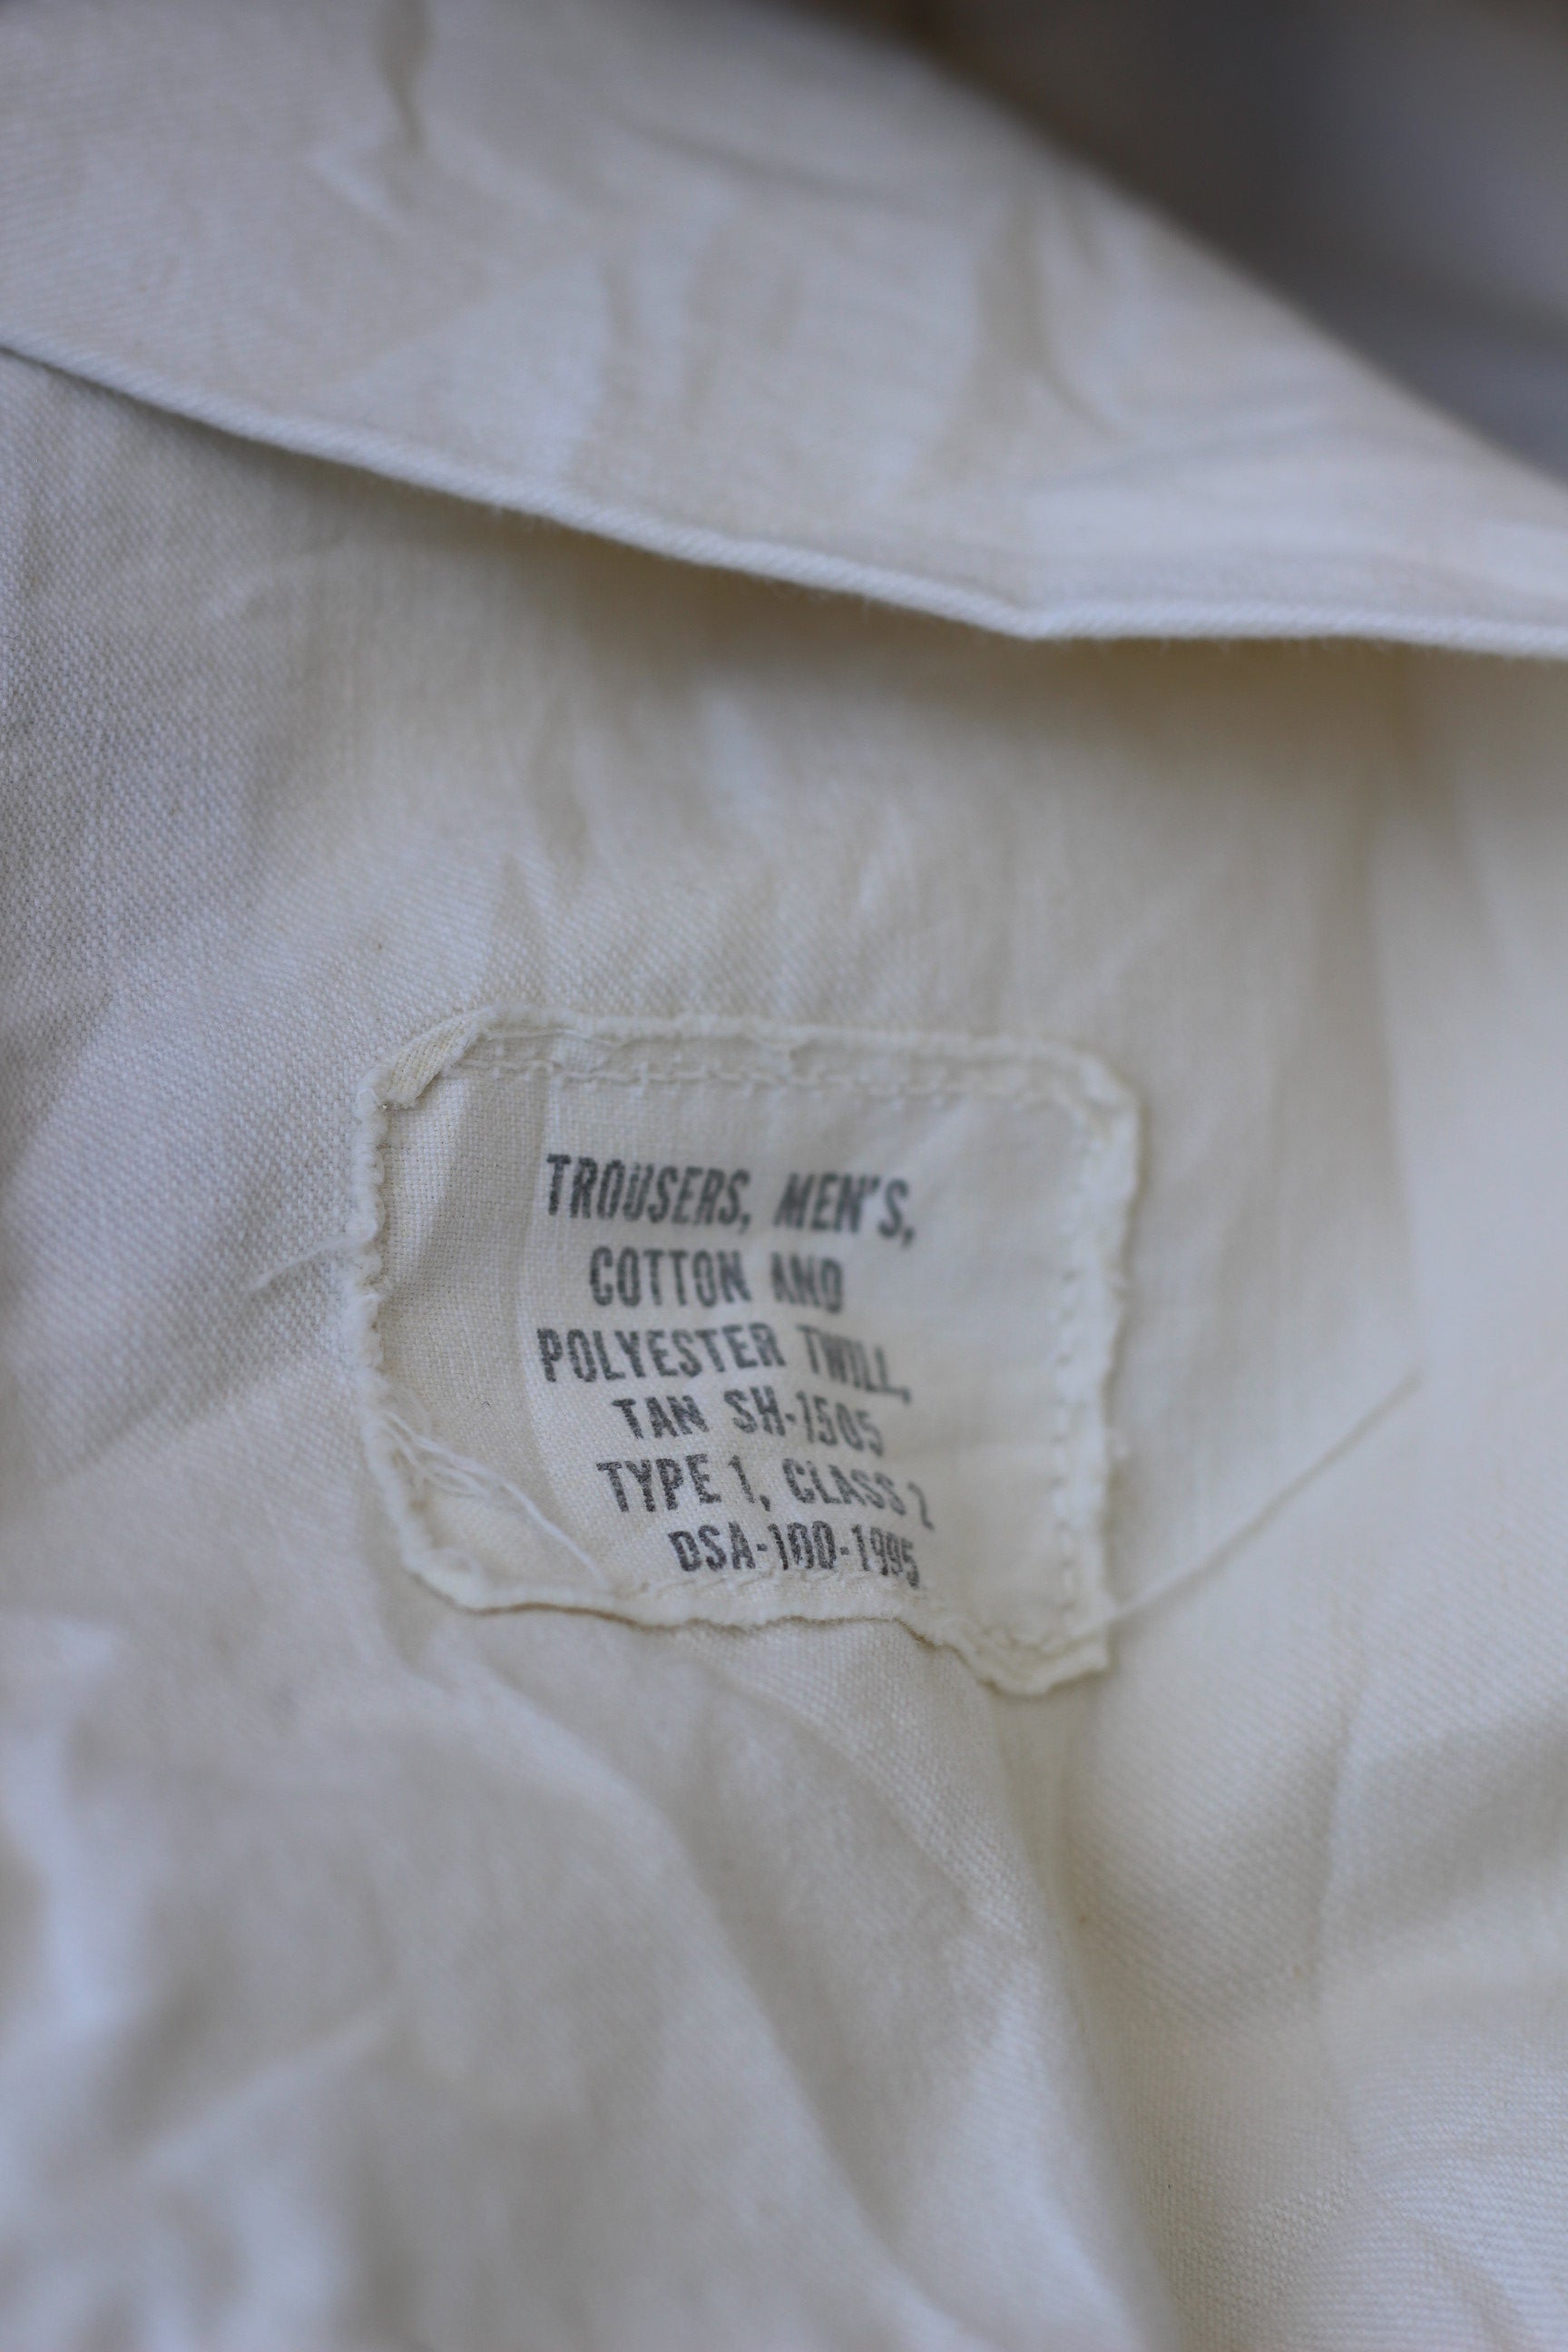 TROUSERS, MEN'S,
COTTON AND
POLYESTER TWILL,
TAN SH-1505
TYPE 1, CLASS 2
DSA-100-1995